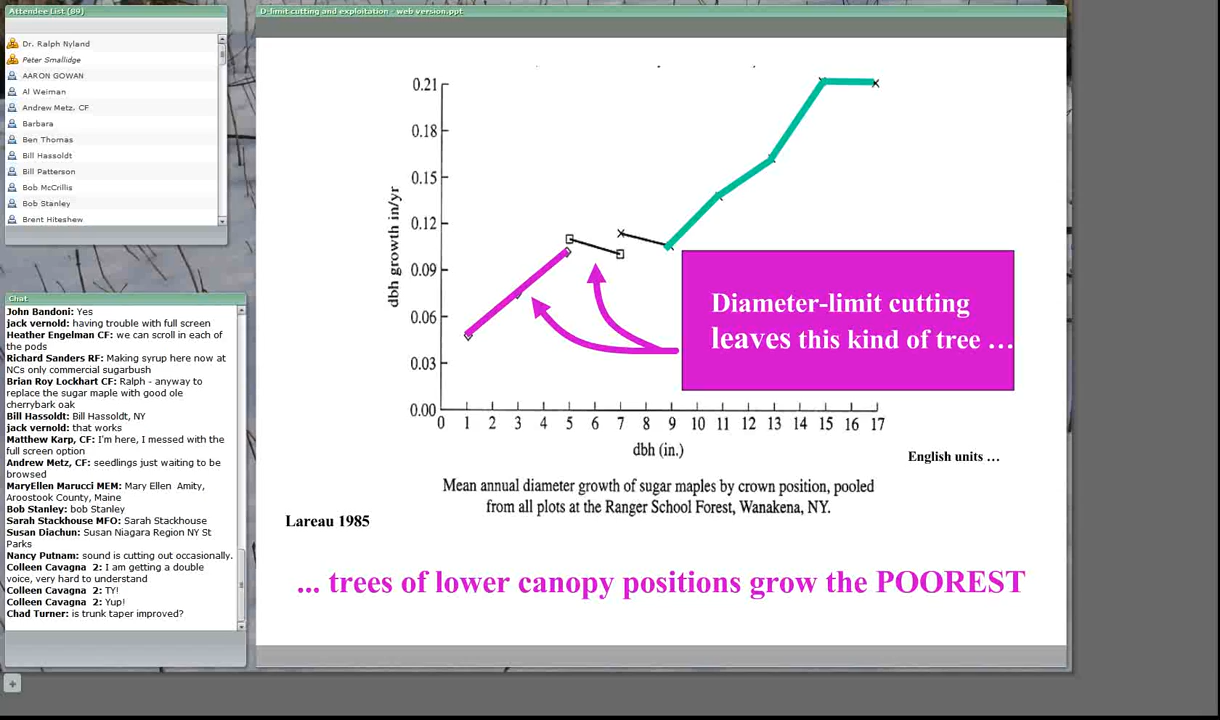 Attendee List (89)
Dr. Ralph Nyland
Peter Smallidge
AARON GOWAN
Al Weiman
Andrew Metz, CF
Barbara
Ben Thomas
Bill Hassoldt
Bill Patterson
Bob McCrillis
Bob Stanley
Brent Hiteshew
Chat
John Bandoni: Yes
jack vernold: having trouble with full screen
Heather Engelman CF: we can scroll in each of
the pods
Richard Sanders RF: Making syrup here now at
NCs only commercial sugarbush
Brian Roy Lockhart CF: Ralph - anyway to
replace the sugar maple with good ole
cherrybark oak
Bill Hassoldt: Bill Hassoldt, NY
jack vernold: that works
Matthew Karp, CF: I'm here, I messed with the
full screen option
Andrew Metz, CF: seedlings just waiting to be
browsed
MaryEllen Marucci MEM: Mary Ellen Amity,
Aroostook County, Maine
Bob Stanley: bob Stanley
Sarah Stackhouse MFO: Sarah Stackhouse
Susan Diachun: Susan Niagara Region NY St
Parks
Nancy Putnam: sound is cutting out occasionally.
Colleen Cavagna 2: I am getting a double
voice, very hard to understand
Colleen Cavagna 2: TY!
Colleen Cavagna 2: Yup!
Chad Turner: is trunk taper improved?
D-limit cutting and exploitation - web version.ppt
dbh growth in/yr
0.21
0.18
0.15
0.12
0.09
0.06
0.03
0.00
0 1 2 3 4 5 6 7 8 9 10 11 12 13 14 15 16 17
dbh (in.)
Diameter-limit cutting
leaves this kind of tree ...
English units ...
Mean annual diameter growth of sugar maples by crown position, pooled
from all plots at the Ranger School Forest, Wanakena, NY.
Lareau 1985
... trees of lower canopy positions grow the POOREST